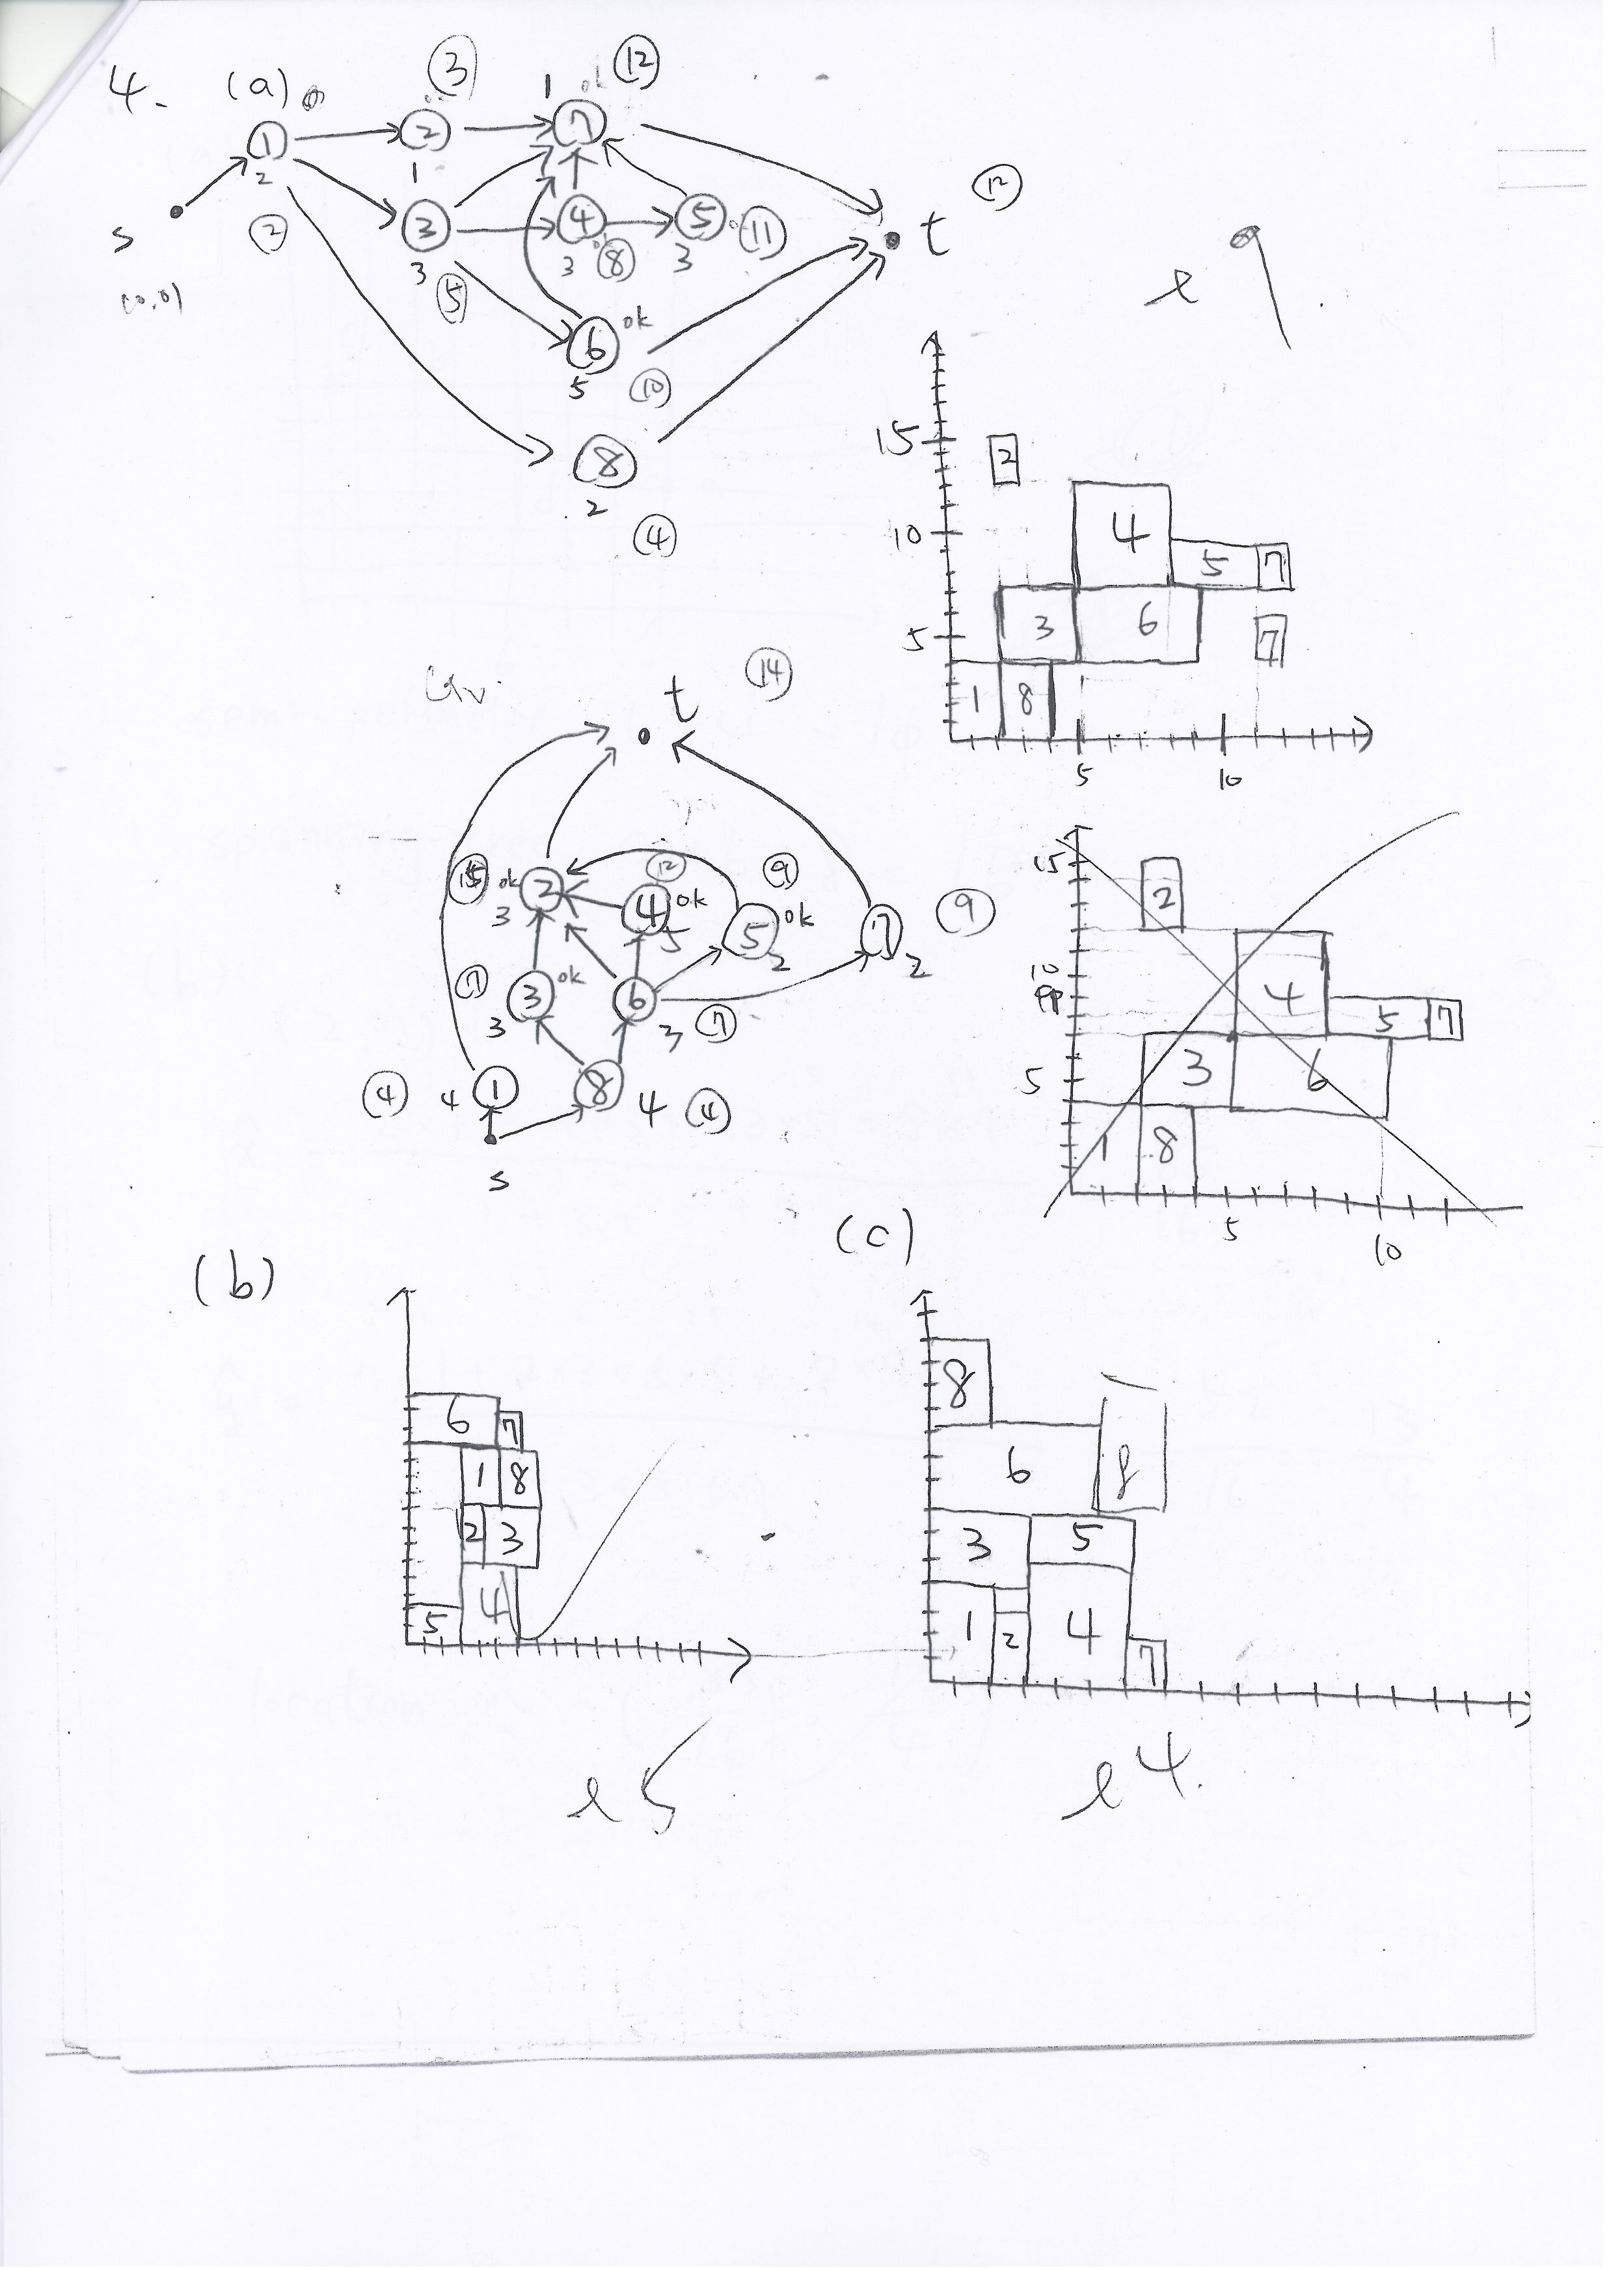 4. (a)
③ 1 ok ⑫
① ② ⑦
2 1
s ② ③ ④ ⑤ ⑪ t ⑫
(0,0) 3 ⑤ 3 ⑧ 3
⑥ ok
5 ⑩
⑧
2 ④
15 2
10 4
5 7
5 3 6 7
1 8
5 10
Gv t ⑭
ok ② ⑫ ⑨
3 ④ ok ⑤ ok ⑦ ⑨
5 2 2
⑦ ③ ok ⑥
3 3 ⑦
④ 4 ① ⑧ 4 ④
s
15 2
10 4
5 7
5 3 6
1 8
5 10
(b) (c)
6 7
1 8
2 3
5 4
8
6 8
3 5
1 2 4 7